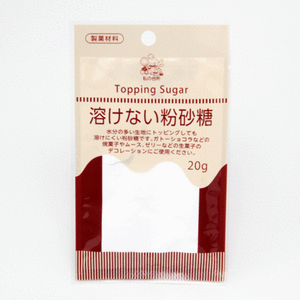 製菓材料
私の台所
Topping Sugar
溶けない粉砂糖
水分の多い生地にトッピングしても
溶けにくい粉砂糖です。ガトーショコラなどの
焼菓子やムース、ゼリーなどの生菓子の
デコレーションにご使用ください。
20g